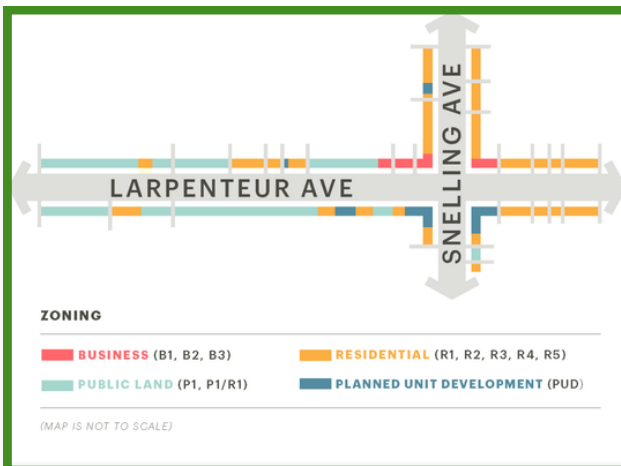 SNELLING AVE
LARPENTEUR AVE
ZONING
BUSINESS (B1, B2, B3)
RESIDENTIAL (R1, R2, R3, R4, R5)
PUBLIC LAND (P1, P1/R1)
PLANNED UNIT DEVELOPMENT (PUD)
(MAP IS NOT TO SCALE)